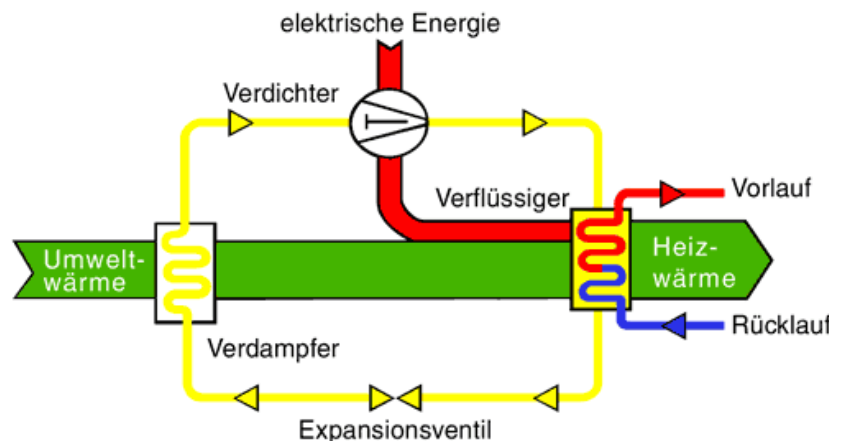 elektrische Energie
Verdichter
Verflüssiger
Vorlauf
Umwelt-
wärme
Heiz-
wärme
Rücklauf
Verdampfer
Expansionsventil